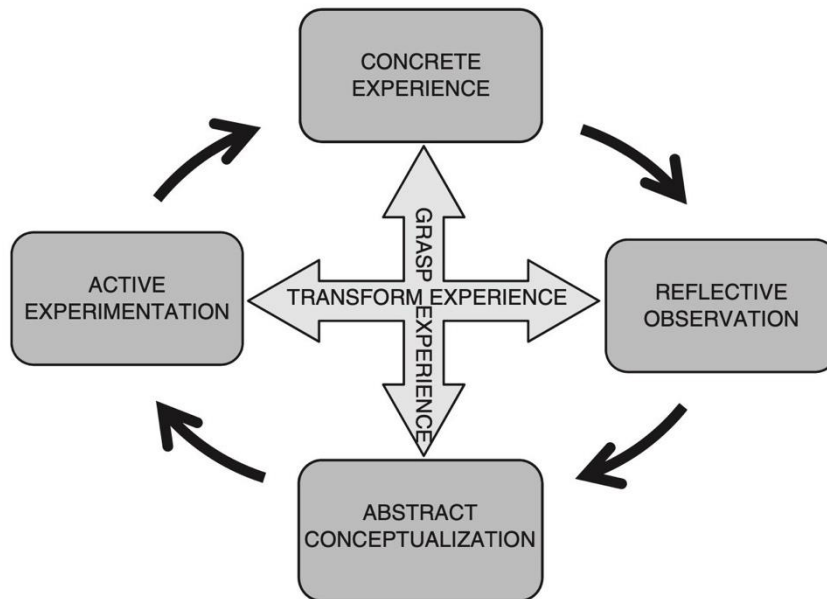 CONCRETE
EXPERIENCE
ACTIVE
EXPERIMENTATION
GRASP EXPERIENCE
TRANSFORM EXPERIENCE
REFLECTIVE
OBSERVATION
ABSTRACT
CONCEPTUALIZATION